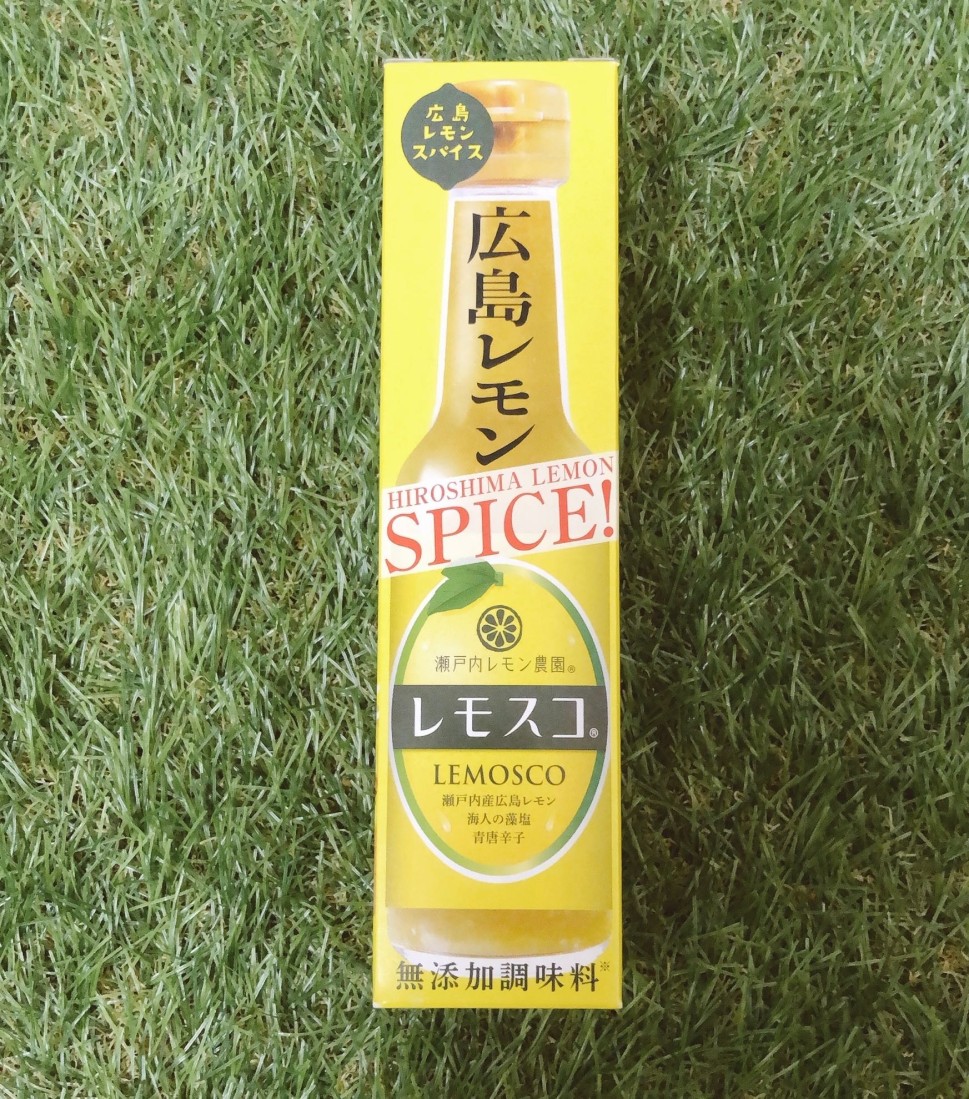 広島
レモン
スパイス
広島レモン
HIROSHIMA LEMON
SPICE!
瀬戸内レモン農園®
レモスコ®
LEMOSCO
瀬戸内産広島レモン
海人の藻塩
青唐辛子
無添加調味料※